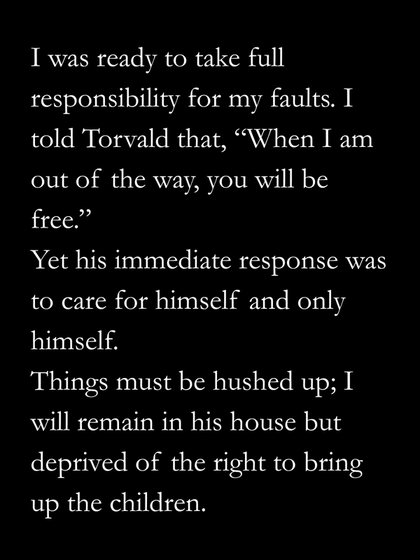 I was ready to take full
responsibility for my faults. I
told Torvald that, “When I am
out of the way, you will be
free.”
Yet his immediate response was
to care for himself and only
himself.
Things must be hushed up; I
will remain in his house but
deprived of the right to bring
up the children.